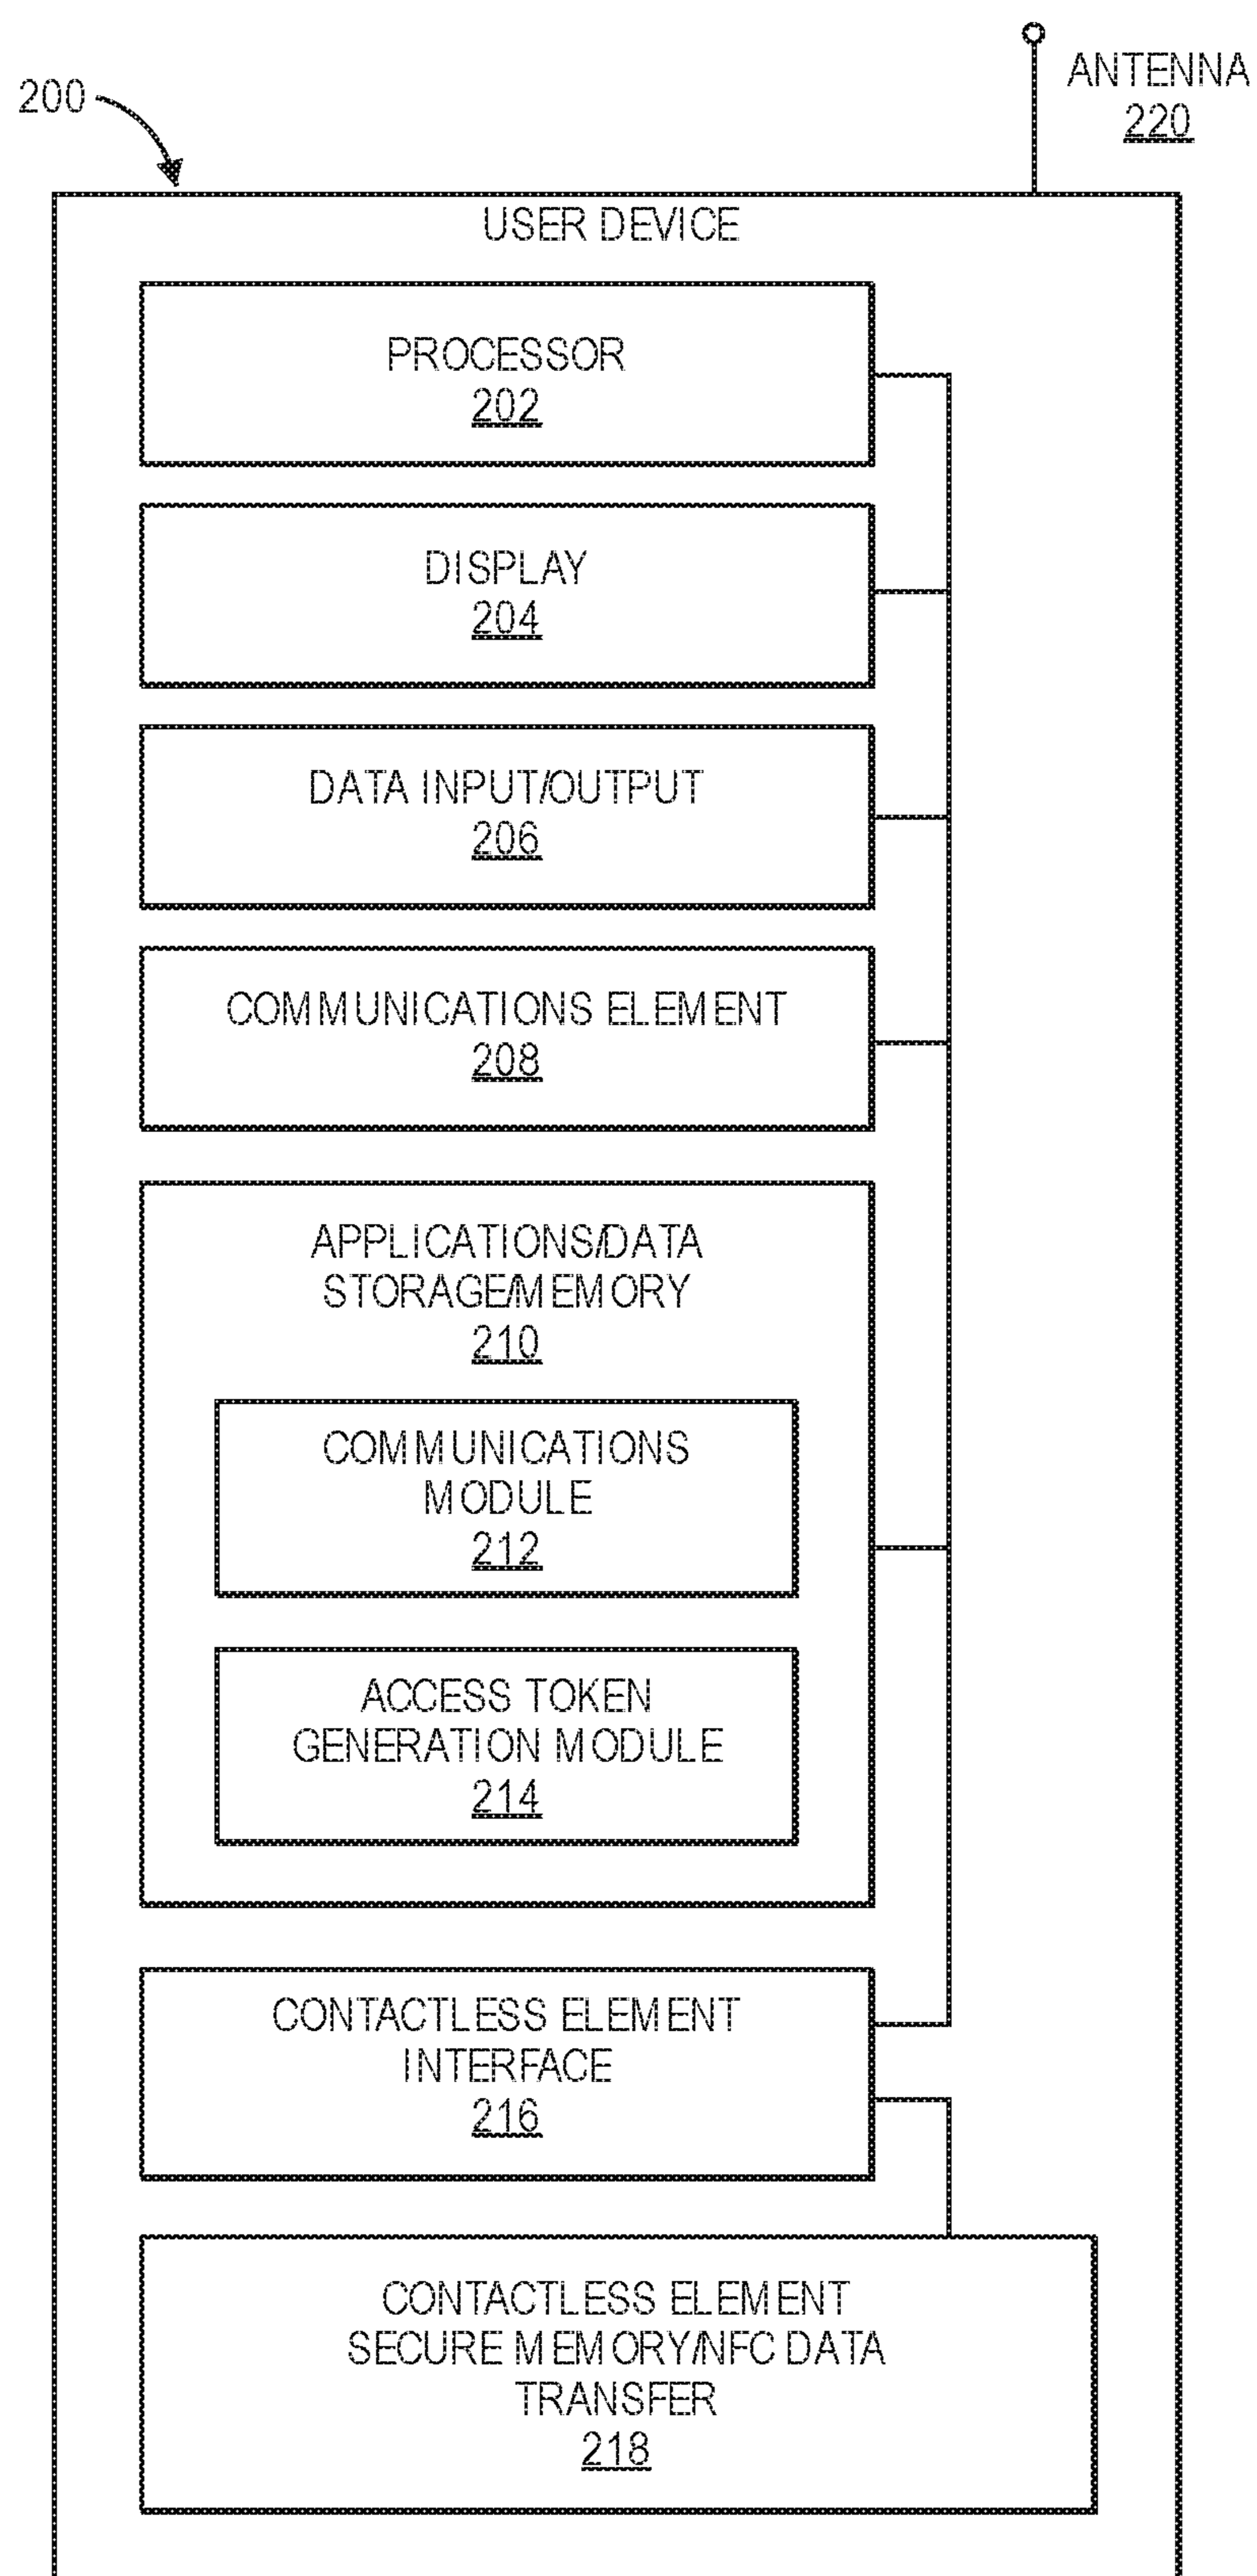 ANTENNA
220
200
USER DEVICE
PROCESSOR
202
DISPLAY
204
DATA INPUT/OUTPUT
206
COMMUNICATIONS ELEMENT
208
APPLICATIONS/DATA
STORAGE/MEMORY
210
COMMUNICATIONS
MODULE
212
ACCESS TOKEN
GENERATION MODULE
214
CONTACTLESS ELEMENT
INTERFACE
216
CONTACTLESS ELEMENT
SECURE MEMORY/NFC DATA
TRANSFER
218